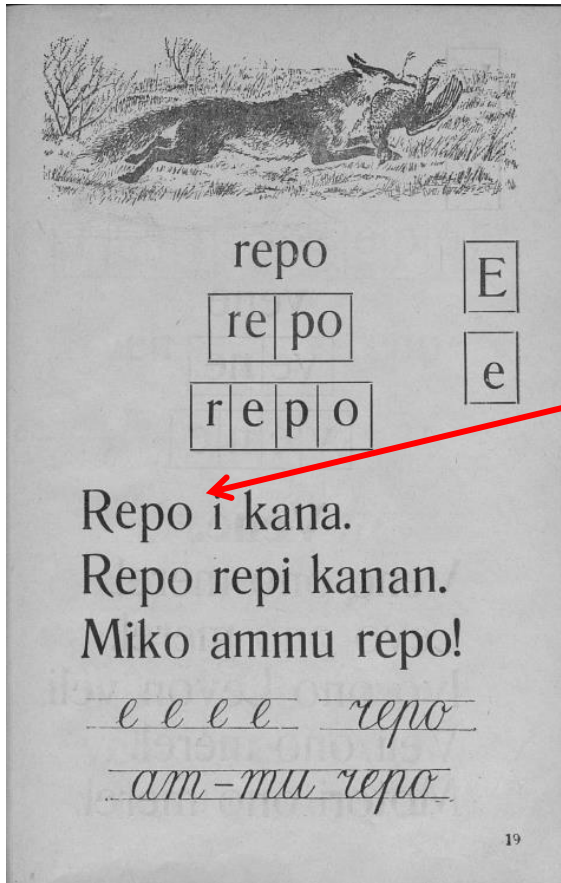 repo
E
re po
e
r e p o
Repo i kana.
Repo repi kanan.
Miko ammu repo!
e e e e repo
am-mu repo
19